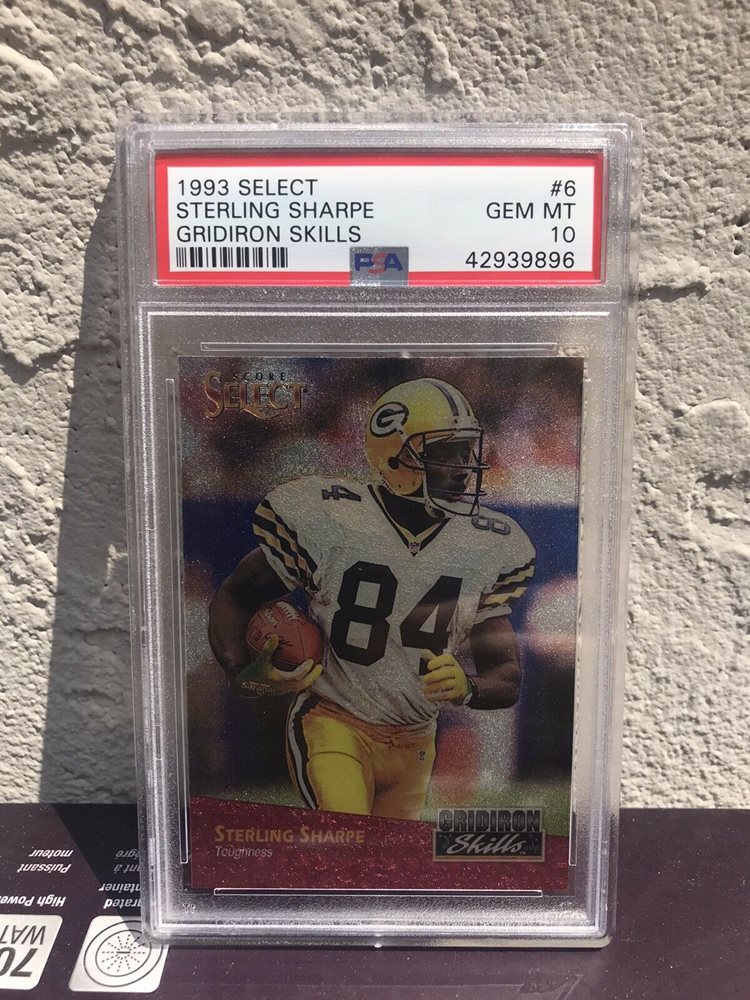 1993 SELECT #6
STERLING SHARPE GEM MT
GRIDIRON SKILLS 10
PSA 42939896
SCORE
SELECT
G
84
84
84
STERLING SHARPE
Toughness
GRIDIRON
Skills
moteur
Puissant à
High Power
70
WAT